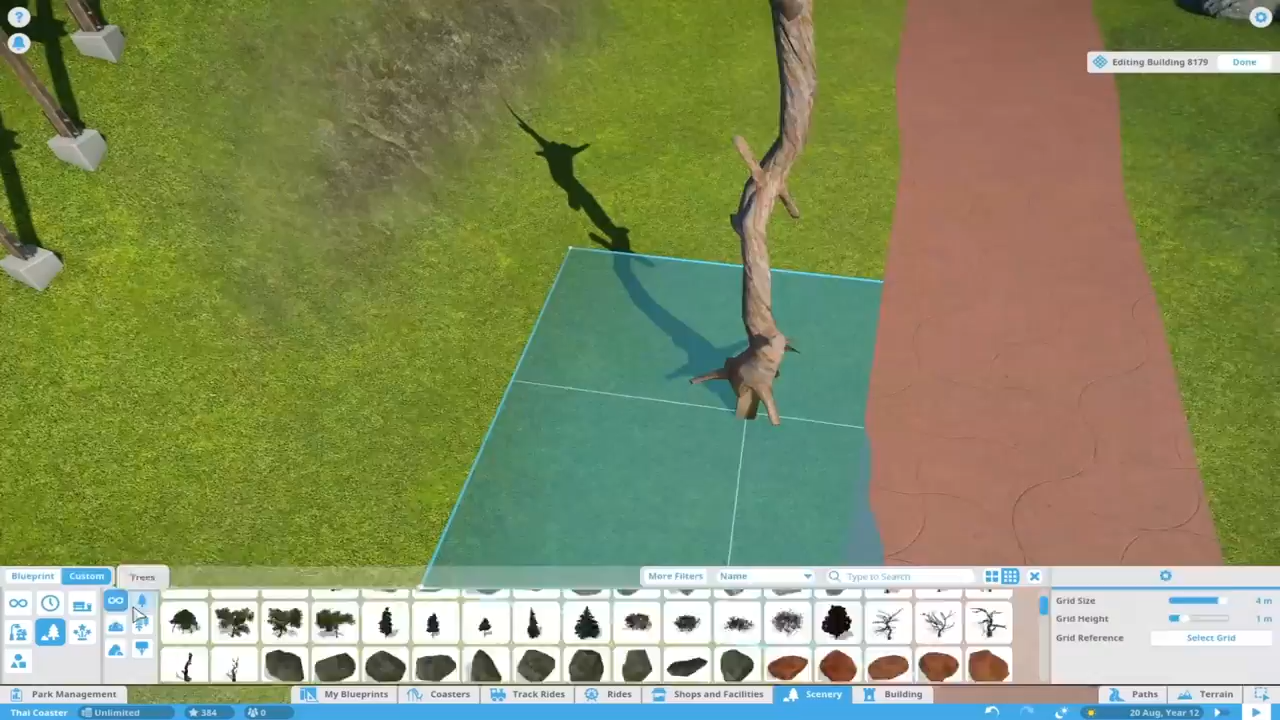 ?
Editing Building 8179 Done
Blueprint Custom Trees More Filters Name Type to Search
Grid Size 4 m
Grid Height 1 m
Grid Reference Select Grid
Park Management My Blueprints Coasters Track Rides Rides Shops and Facilities Scenery Building Paths Terrain
Thai Coaster Unlimited 384 0 20 Aug, Year 12